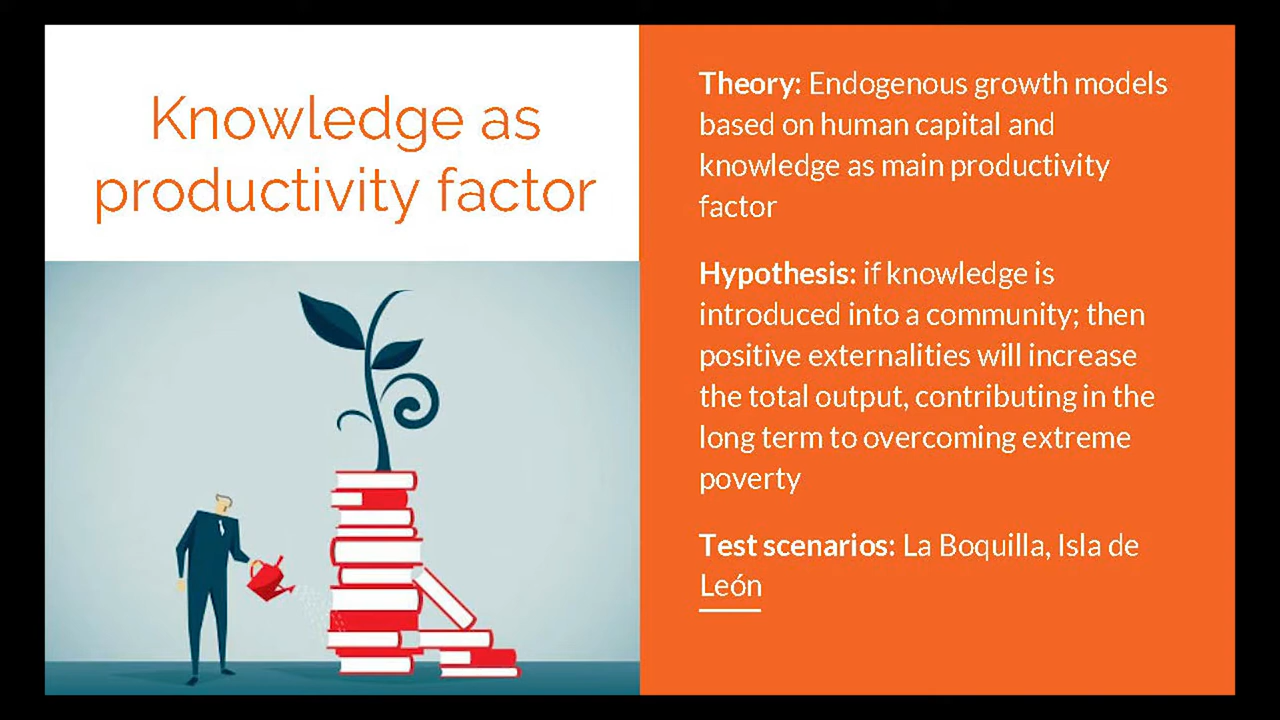 Knowledge as
productivity factor
Theory: Endogenous growth models
based on human capital and
knowledge as main productivity
factor
Hypothesis: if knowledge is
introduced into a community; then
positive externalities will increase
the total output, contributing in the
long term to overcoming extreme
poverty
Test scenarios: La Boquilla, Isla de
León